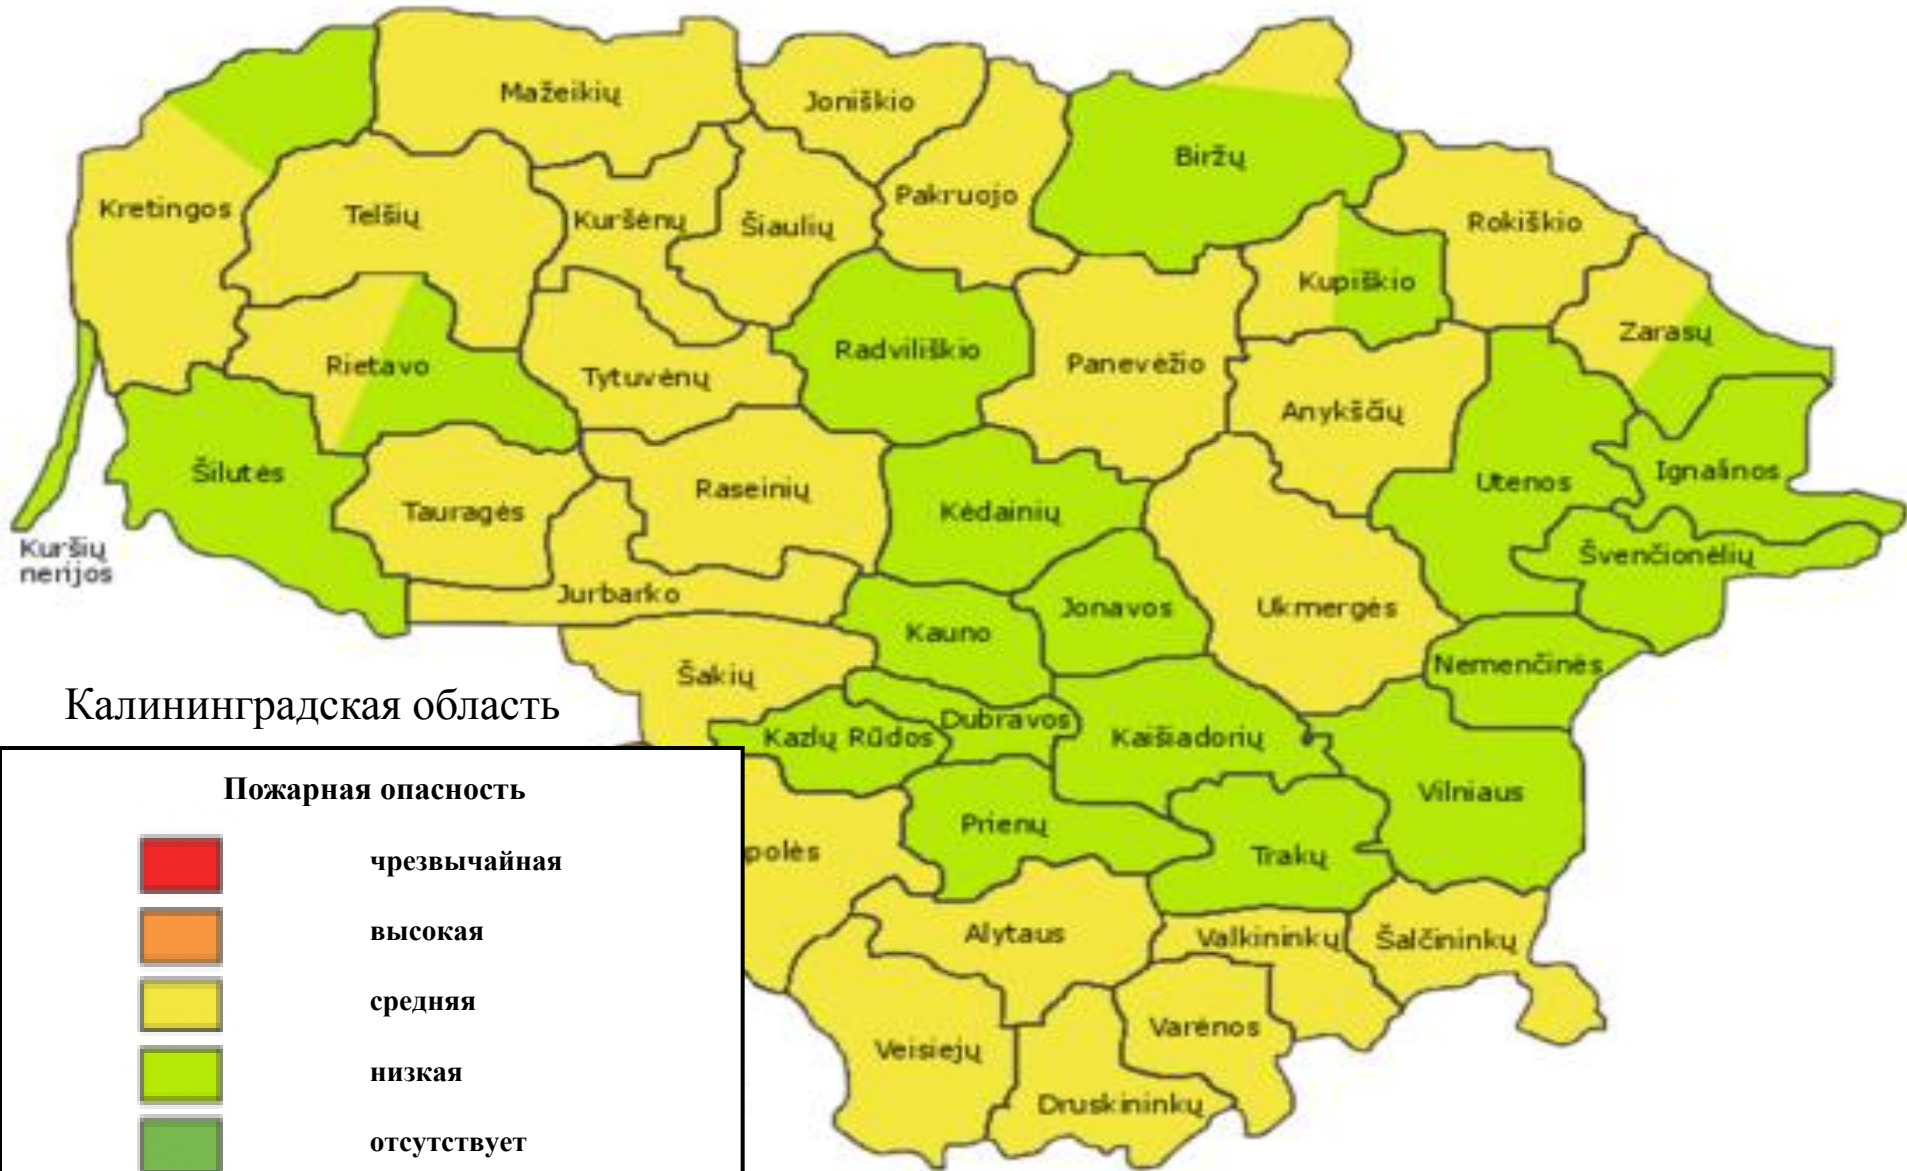 Mažeikių
Joniškio
Biržų
Kretingos
Telšių
Kuršėnų
Šiaulių
Pakruojo
Rokiškio
Kupiškio
Zarasų
Rietavo
Tytuvėnų
Radviliškio
Panevėžio
Anykščių
Šilutės
Tauragės
Raseinių
Kėdainių
Utenos
Ignalinos
Kuršių
nerijos
Švenčionėlių
Jurbarko
Kauno
Jonavos
Ukmergės
Nemenčinės
Šakių
Kazlų Rūdos
Dubravos
Kaišiadorių
Vilniaus
Prienų
Trakų
polės
Alytaus
Valkininkų
Šalčininkų
Veisiejų
Varėnos
Druskininkų
Калининградская область
Пожарная опасность
чрезвычайная
высокая
средняя
низкая
отсутствует